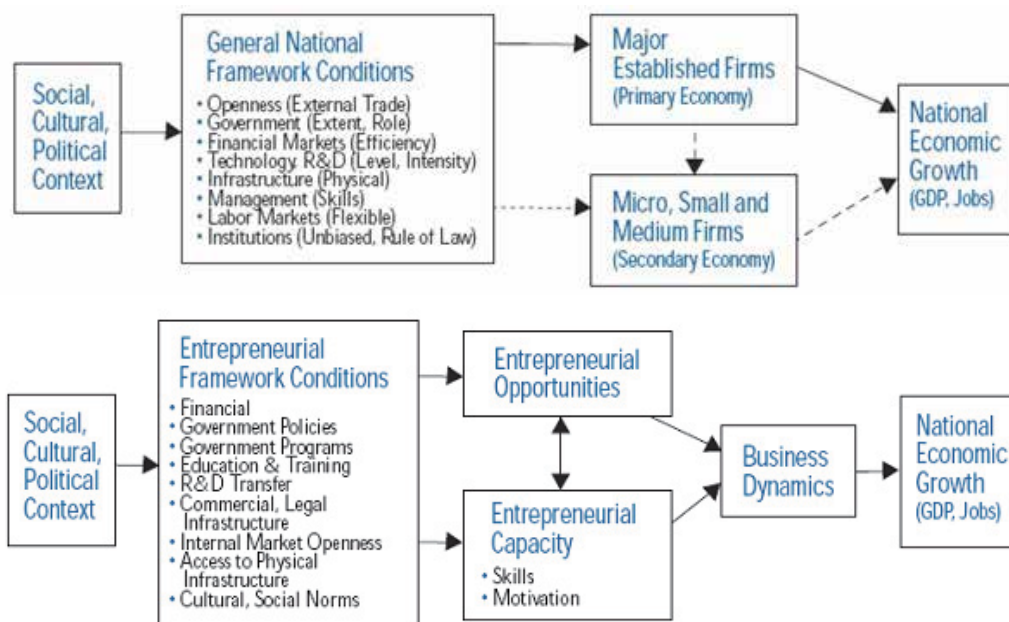 Social,
Cultural,
Political
Context
General National
Framework Conditions
• Openness (External Trade)
• Government (Extent, Role)
• Financial Markets (Efficiency)
• Technology, R&D (Level, Intensity)
• Infrastructure (Physical)
• Management (Skills)
• Labor Markets (Flexible)
• Institutions (Unbiased, Rule of Law)
Major
Established Firms
(Primary Economy)
Micro, Small and
Medium Firms
(Secondary Economy)
National
Economic
Growth
(GDP, Jobs)
Social,
Cultural,
Political
Context
Entrepreneurial
Framework Conditions
• Financial
• Government Policies
• Government Programs
• Education & Training
• R&D Transfer
• Commercial, Legal
Infrastructure
• Internal Market Openness
• Access to Physical
Infrastructure
• Cultural, Social Norms
Entrepreneurial
Opportunities
Entrepreneurial
Capacity
• Skills
• Motivation
Business
Dynamics
National
Economic
Growth
(GDP, Jobs)